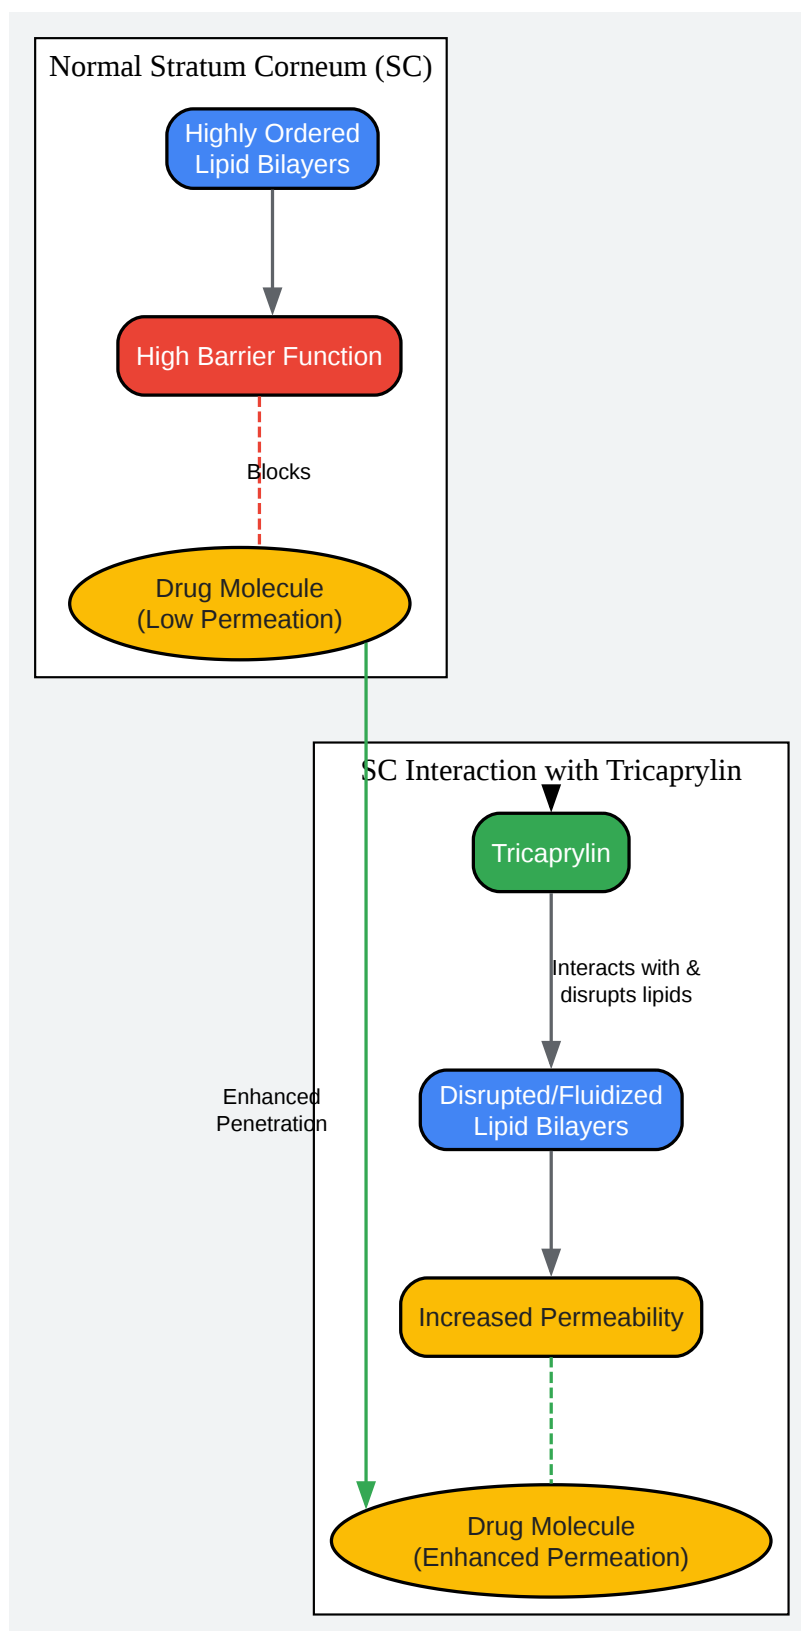 Normal Stratum Corneum (SC)
Highly Ordered
Lipid Bilayers
High Barrier Function
Blocks
Drug Molecule
(Low Permeation)
SC Interaction with Tricaprylin
Tricaprylin
Interacts with &
disrupts lipids
Enhanced
Penetration
Disrupted/Fluidized
Lipid Bilayers
Increased Permeability
Drug Molecule
(Enhanced Permeation)